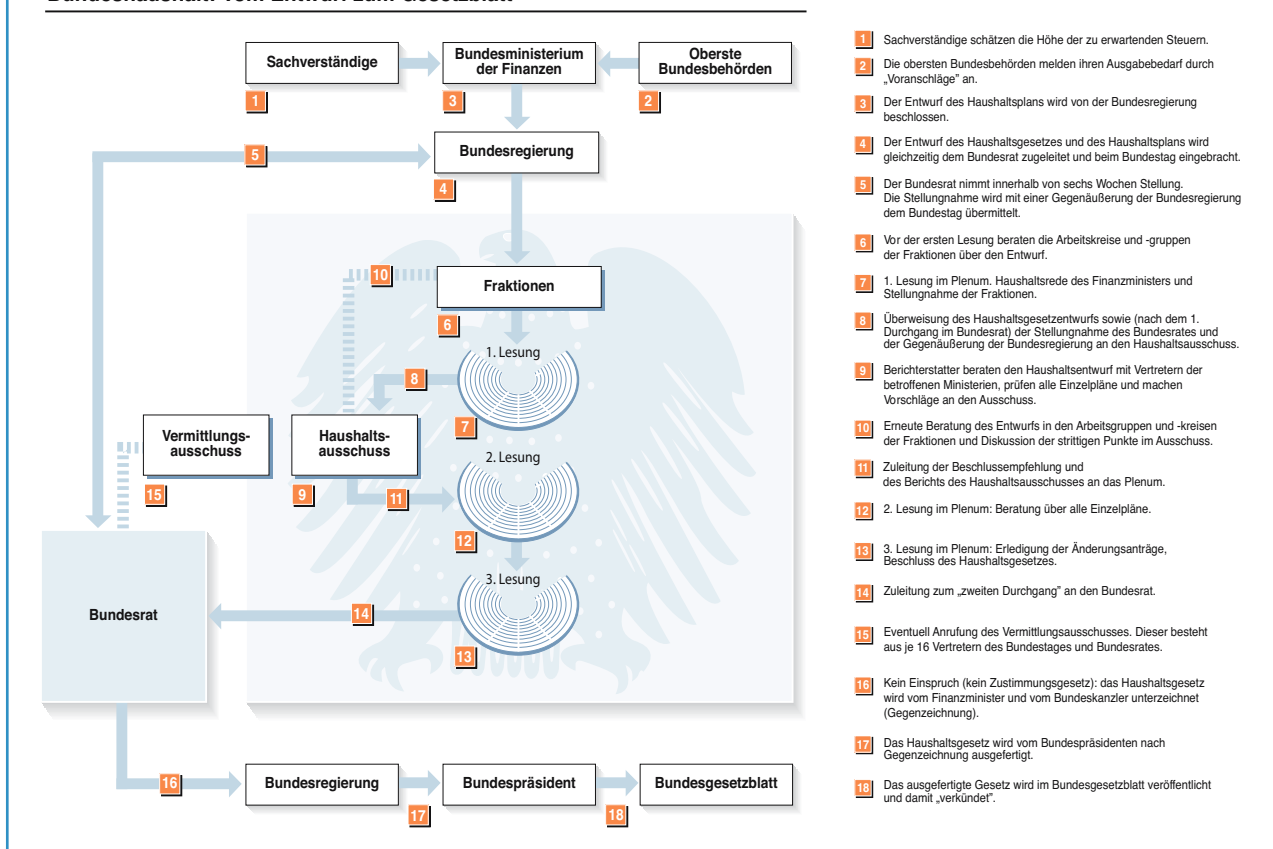 Bundeshaushalt: Vom Entwurf zum Gesetzblatt
Sachverständige
Bundesministerium
der Finanzen
Oberste
Bundesbehörden
1
3
2
Bundesregierung
5
4
10
Fraktionen
6
1. Lesung
8
7
Vermittlungs-
ausschuss
Haushalts-
ausschuss
2. Lesung
15
9
11
12
3. Lesung
Bundesrat
14
13
16
Bundesregierung
Bundespräsident
Bundesgesetzblatt
17
18
1 Sachverständige schätzen die Höhe der zu erwartenden Steuern.
2 Die obersten Bundesbehörden melden ihren Ausgabebedarf durch
„Voranschläge” an.
3 Der Entwurf des Haushaltsplans wird von der Bundesregierung
beschlossen.
4 Der Entwurf des Haushaltsgesetzes und des Haushaltplans wird
gleichzeitig dem Bundesrat zugeleitet und beim Bundestag eingebracht.
5 Der Bundesrat nimmt innerhalb von sechs Wochen Stellung.
Die Stellungnahme wird mit einer Gegenäußerung der Bundesregierung
dem Bundestag übermittelt.
6 Vor der ersten Lesung beraten die Arbeitskreise und -gruppen
der Fraktionen über den Entwurf.
7 1. Lesung im Plenum. Haushaltsrede des Finanzministers und
Stellungnahme der Fraktionen.
8 Überweisung des Haushaltsgesetzentwurfs sowie (nach dem 1.
Durchgang im Bundesrat) der Stellungnahme des Bundesrates und
der Gegenäußerung der Bundesregierung an den Haushaltsausschuss.
9 Berichterstatter beraten den Haushaltsentwurf mit Vertretern der
betroffenen Ministerien, prüfen alle Einzelpläne und machen
Vorschläge an den Ausschuss.
10 Erneute Beratung des Entwurfs in den Arbeitsgruppen und -kreisen
der Fraktionen und Diskussion der strittigen Punkte im Ausschuss.
11 Zuleitung der Beschlussempfehlung und
des Berichts des Haushaltsausschusses an das Plenum.
12 2. Lesung im Plenum: Beratung über alle Einzelpläne.
13 3. Lesung im Plenum: Erledigung der Änderungsanträge,
Beschluss des Haushaltsgesetzes.
14 Zuleitung zum „zweiten Durchgang” an den Bundesrat.
15 Eventuell Anrufung des Vermittlungsausschusses. Dieser besteht
aus je 16 Vertretern des Bundestages und Bundesrates.
16 Kein Einspruch (kein Zustimmungsgesetz): das Haushaltsgesetz
wird vom Finanzminister und vom Bundeskanzler unterzeichnet
(Gegenzeichnung).
17 Das Haushaltsgesetz wird vom Bundespräsidenten nach
Gegenzeichnung ausgefertigt.
18 Das ausgefertigte Gesetz wird im Bundesgesetzblatt veröffentlicht
und damit „verkündet”.